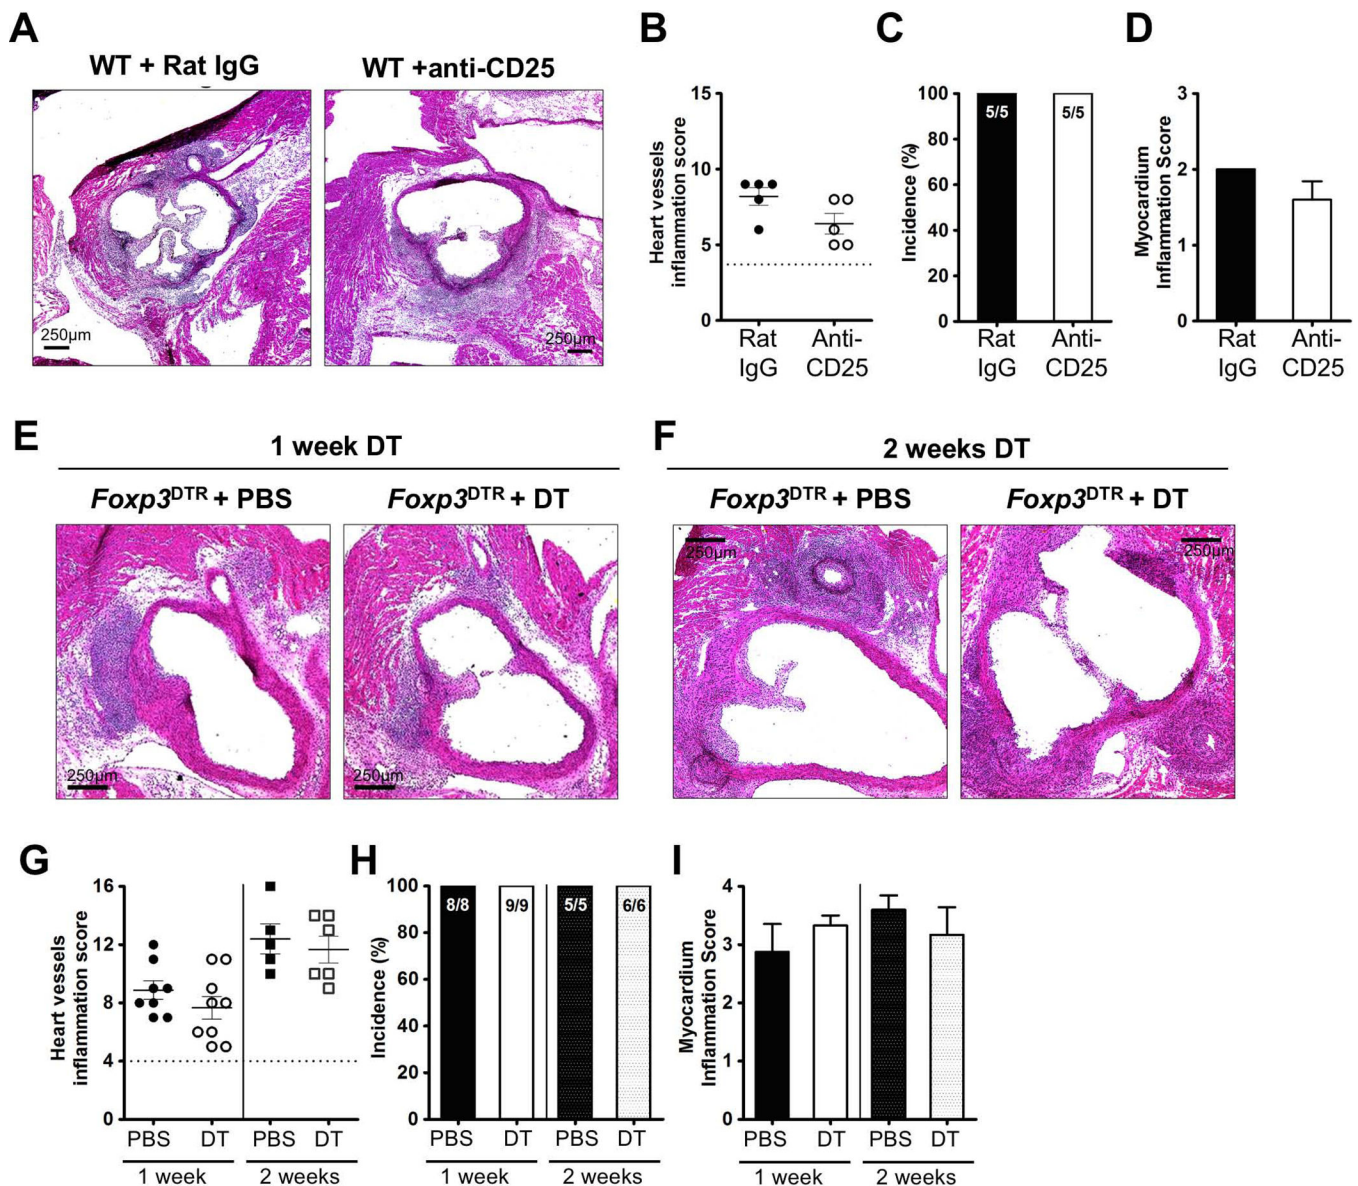 A
WT + Rat IgG
WT +anti-CD25
250µm
250µm
B
Heart vessels
inflammation score
15
10
5
0
Rat
IgG
Anti-
CD25
C
Incidence (%)
100
80
60
40
20
0
5/5
5/5
Rat
IgG
Anti-
CD25
D
Myocardium
Inflammation Score
3
2
1
0
Rat
IgG
Anti-
CD25
E
1 week DT
Foxp3DTR + PBS
Foxp3DTR + DT
250µm
250µm
F
2 weeks DT
Foxp3DTR + PBS
Foxp3DTR + DT
250µm
250µm
G
Heart vessels
inflammation score
16
12
8
4
0
PBS
DT
PBS
DT
1 week
2 weeks
H
Incidence (%)
100
80
60
40
20
0
8/8
9/9
5/5
6/6
PBS
DT
PBS
DT
1 week
2 weeks
I
Myocardium
Inflammation Score
4
3
2
1
0
PBS
DT
PBS
DT
1 week
2 weeks